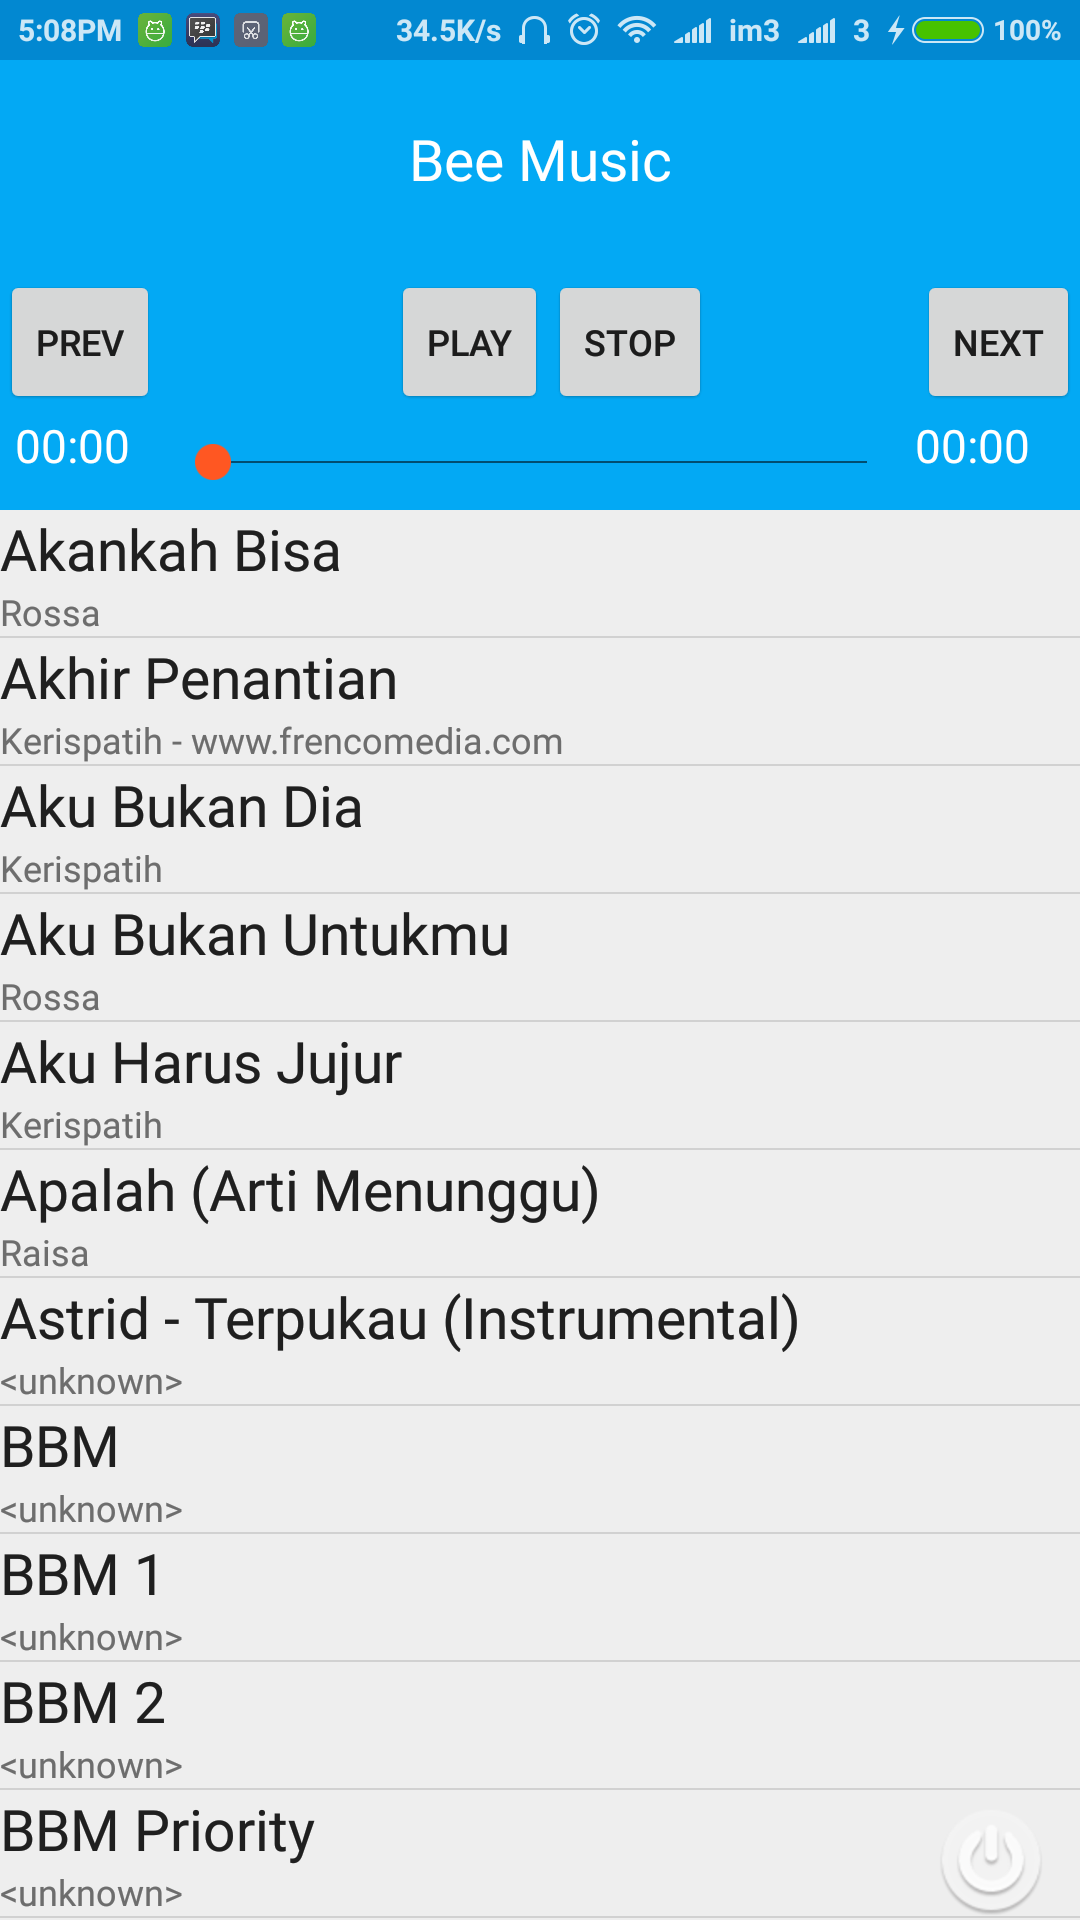 5:08PM 34.5K/s im3 3 100%
Bee Music
PREV PLAY STOP NEXT
00:00 00:00
Akankah Bisa
Rossa
Akhir Penantian
Kerispatih - www.frencomedia.com
Aku Bukan Dia
Kerispatih
Aku Bukan Untukmu
Rossa
Aku Harus Jujur
Kerispatih
Apalah (Arti Menunggu)
Raisa
Astrid - Terpukau (Instrumental)
<unknown>
BBM
<unknown>
BBM 1
<unknown>
BBM 2
<unknown>
BBM Priority
<unknown>